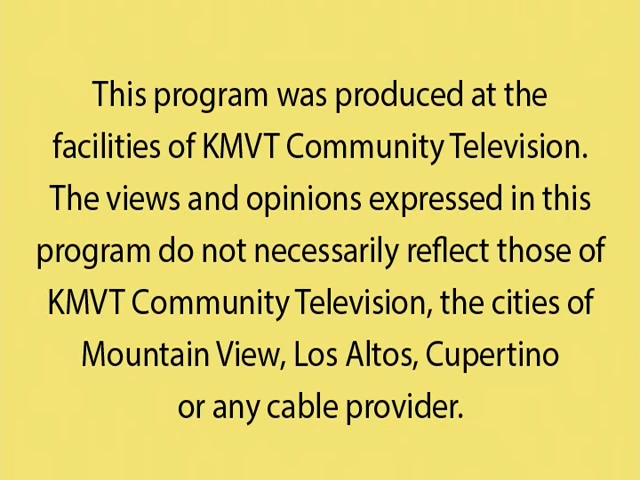 This program was produced at the
facilities of KMVT Community Television.
The views and opinions expressed in this
program do not necessarily reflect those of
KMVT Community Television, the cities of
Mountain View, Los Altos, Cupertino
or any cable provider.